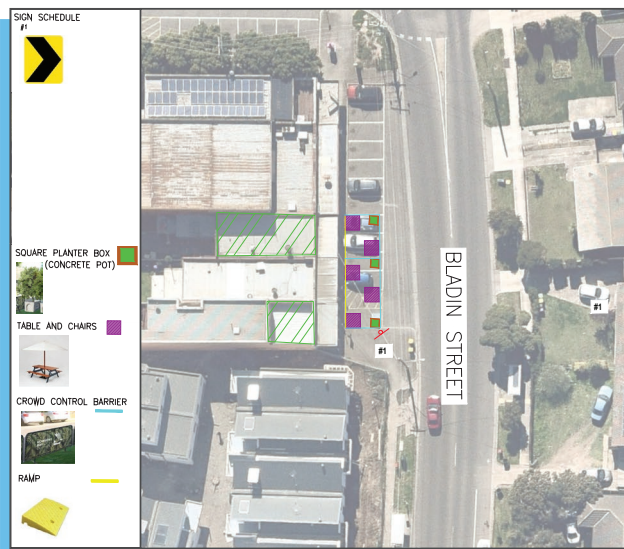 SIGN SCHEDULE
#1
SQUARE PLANTER BOX
(CONCRETE POT)
TABLE AND CHAIRS
CROWD CONTROL BARRIER
RAMP
BLADIN STREET
#1
#1